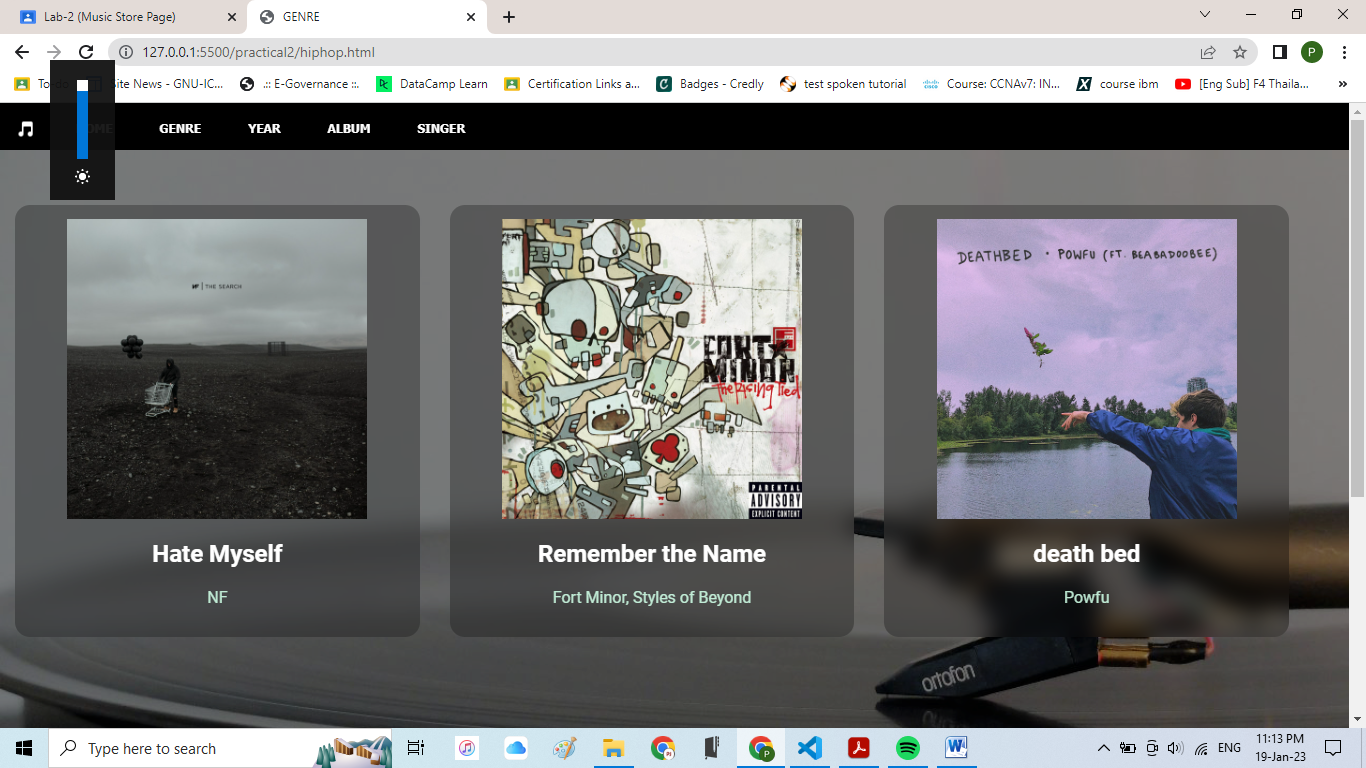 Lab-2 (Music Store Page)
GENRE
127.0.0.1:5500/practical2/hiphop.html
P
Site News - GNU-IC...
.:: E-Governance ::.
DataCamp Learn
Certification Links a...
Badges - Credly
test spoken tutorial
Course: CCNAv7: IN...
course ibm
[Eng Sub] F4 Thaila...
»
GENRE
YEAR
ALBUM
SINGER
NF | THE SEARCH
FORT MINOR
The Rising Tied
PARENTAL
ADVISORY
EXPLICIT CONTENT
DEATHBED · POWFU (FT. BEABADOOBEE)
Hate Myself
NF
Remember the Name
Fort Minor, Styles of Beyond
death bed
Powfu
ortofon
Type here to search
ENG
11:13 PM
19-Jan-23